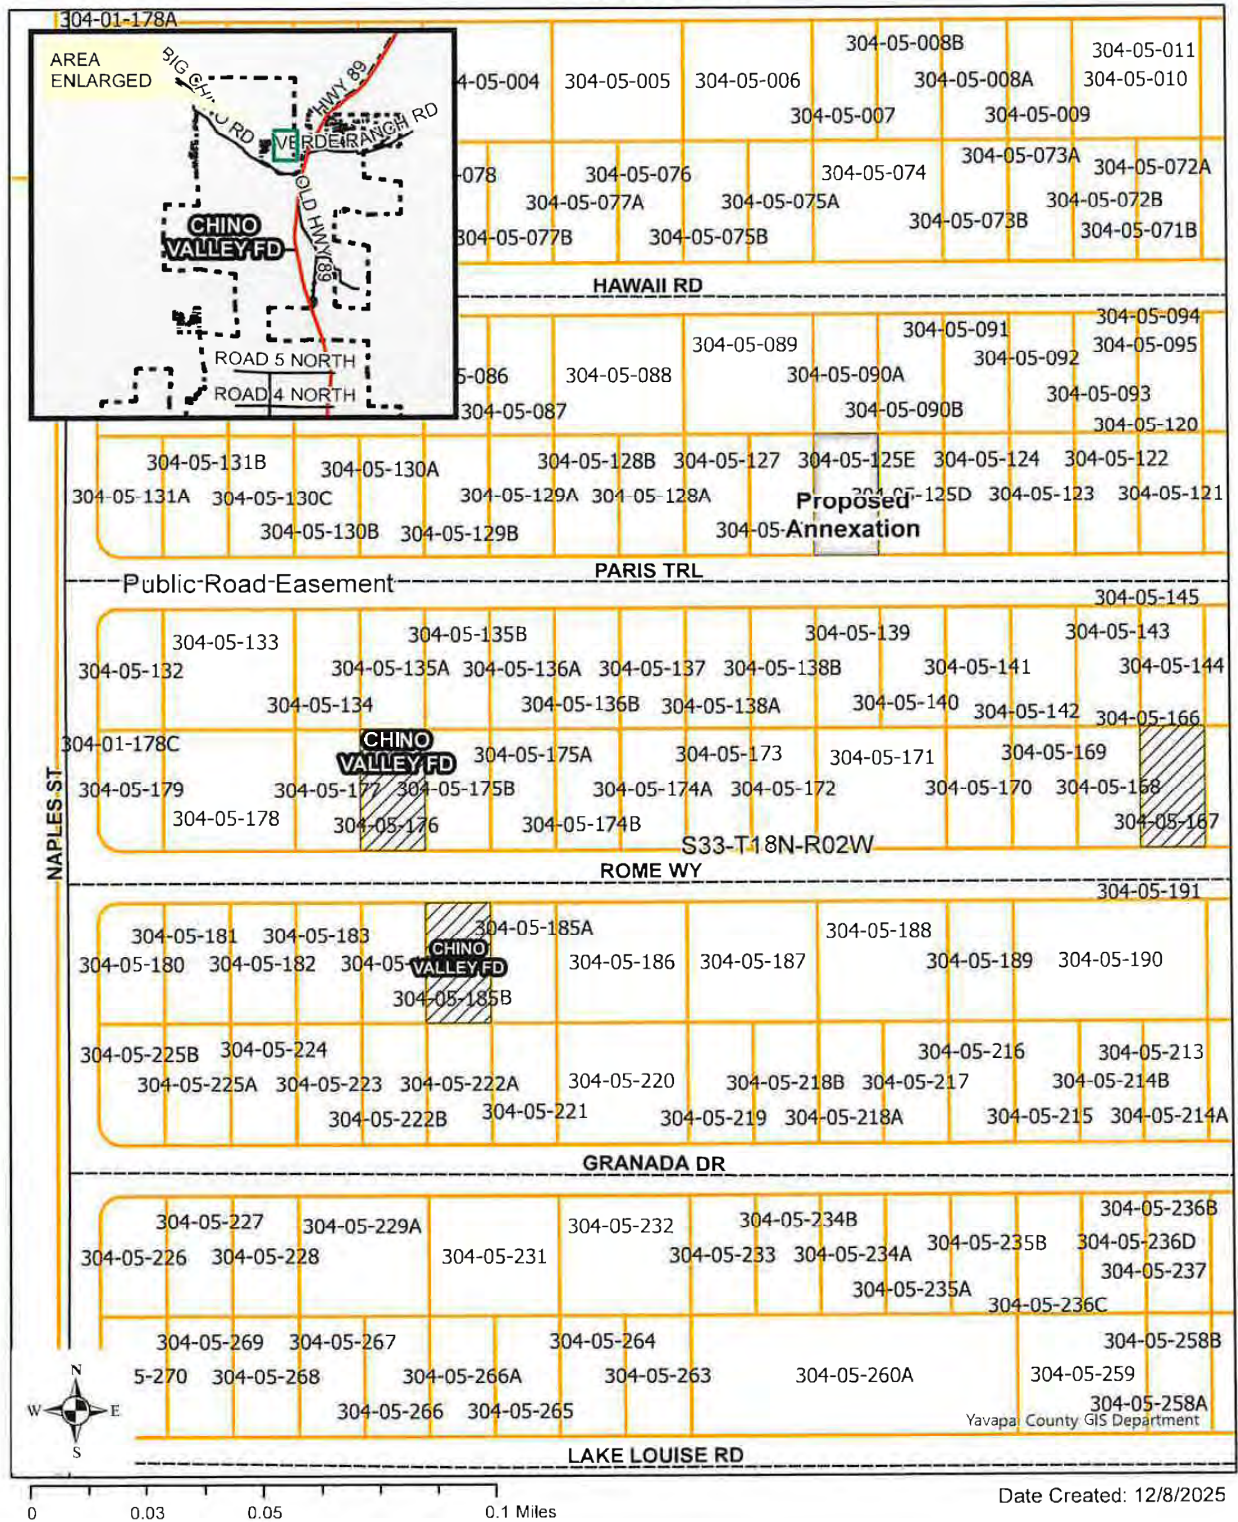 304-01-178A
AREA
ENLARGED
BIG CHINO RD
HWY 89
VERDE RANCH RD
OLD HWY 89
CHINO
VALLEY FD
ROAD 5 NORTH
ROAD 4 NORTH
304-05-008B
304-05-011
4-05-004
304-05-005
304-05-006
304-05-008A
304-05-010
304-05-007
304-05-009
304-05-073A
-078
304-05-076
304-05-074
304-05-072A
304-05-077A
304-05-075A
304-05-072B
304-05-077B
304-05-075B
304-05-073B
304-05-071B
HAWAII RD
304-05-094
304-05-091
304-05-089
304-05-095
304-05-092
5-086
304-05-088
304-05-090A
304-05-093
304-05-087
304-05-090B
304-05-120
304-05-131B
304-05-130A
304-05-128B
304-05-127
304-05-125E
304-05-124
304-05-122
304-05-131A
304-05-130C
304-05-129A
304-05-128A
-125D
304-05-123
304-05-121
304-05-130B
304-05-129B
304-05-
Proposed
Annexation
PARIS TRL
Public Road Easement
304-05-145
304-05-133
304-05-135B
304-05-139
304-05-143
304-05-132
304-05-135A
304-05-136A
304-05-137
304-05-138B
304-05-141
304-05-144
304-05-134
304-05-136B
304-05-138A
304-05-140
304-05-142
304-05-166
304-01-178C
CHINO
VALLEY FD
304-05-175A
304-05-173
304-05-171
304-05-169
304-05-179
304-05-177
304-05-175B
304-05-174A
304-05-172
304-05-170
304-05-168
304-05-178
304-05-176
304-05-174B
304-05-167
S33-T18N-R02W
NAPLES ST
ROME WY
304-05-191
304-05-181
304-05-183
304-05-185A
304-05-188
304-05-180
304-05-182
304-05-
CHINO
VALLEY FD
304-05-186
304-05-187
304-05-189
304-05-190
304-05-185B
304-05-225B
304-05-224
304-05-216
304-05-213
304-05-225A
304-05-223
304-05-222A
304-05-220
304-05-218B
304-05-217
304-05-214B
304-05-222B
304-05-221
304-05-219
304-05-218A
304-05-215
304-05-214A
GRANADA DR
304-05-227
304-05-229A
304-05-232
304-05-234B
304-05-236B
304-05-226
304-05-228
304-05-231
304-05-233
304-05-234A
304-05-235B
304-05-236D
304-05-237
304-05-235A
304-05-236C
304-05-269
304-05-267
304-05-264
304-05-258B
5-270
304-05-268
304-05-266A
304-05-263
304-05-260A
304-05-259
304-05-266
304-05-265
304-05-258A
Yavapai County GIS Department
N
W
E
S
LAKE LOUISE RD
0
0.03
0.05
0.1 Miles
Date Created: 12/8/2025